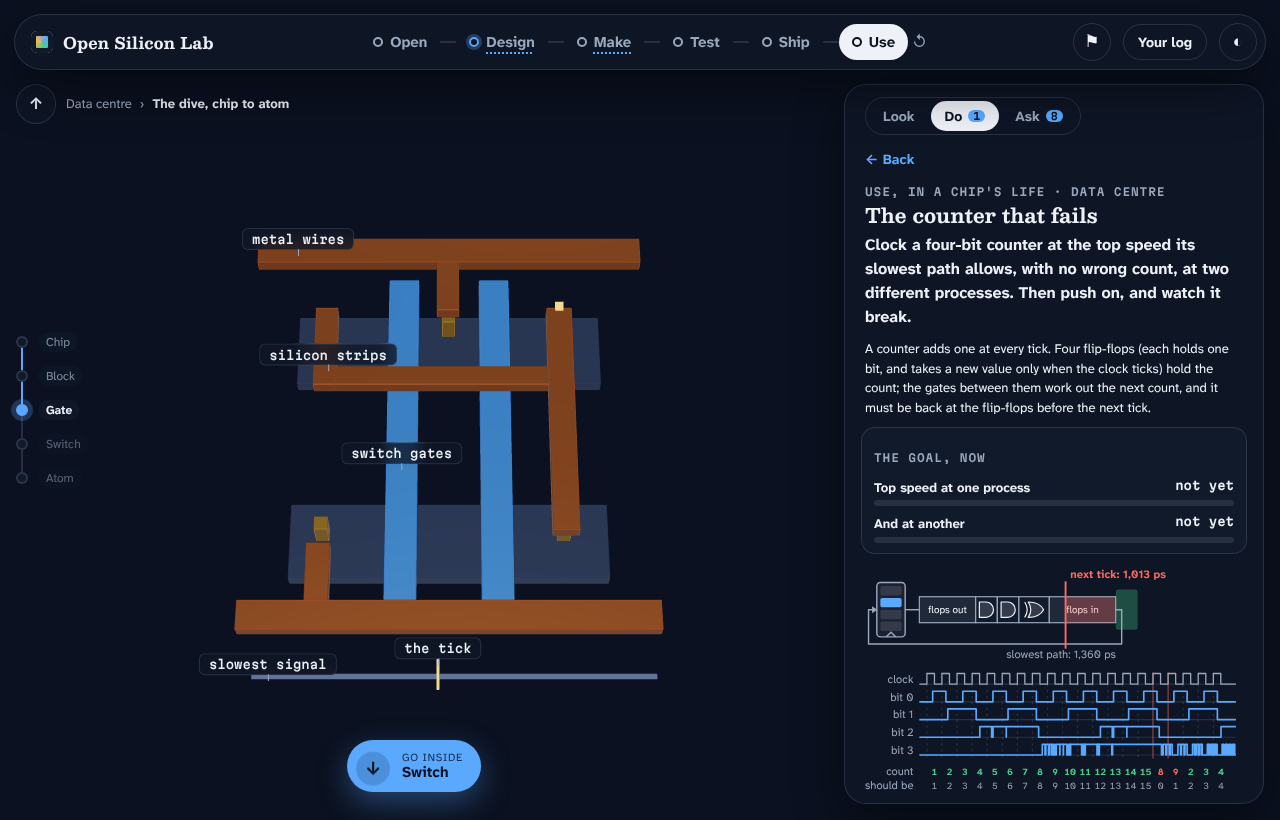 Open Silicon Lab
Open
Design
Make
Test
Ship
Use
Your log
Data centre › The dive, chip to atom
Look
Do 1
Ask 8
← Back
USE, IN A CHIP'S LIFE · DATA CENTRE
The counter that fails
Clock a four-bit counter at the top speed its
slowest path allows, with no wrong count, at two
different processes. Then push on, and watch it
break.
A counter adds one at every tick. Four flip-flops (each holds one
bit, and takes a new value only when the clock ticks) hold the
count; the gates between them work out the next count, and it
must be back at the flip-flops before the next tick.
THE GOAL, NOW
Top speed at one process not yet
And at another not yet
next tick: 1,013 ps
flops out
flops in
slowest path: 1,360 ps
clock
bit 0
bit 1
bit 2
bit 3
count 1 2 3 4 5 6 7 8 9 10 11 12 13 14 15 8 9 2 3 4
should be 1 2 3 4 5 6 7 8 9 10 11 12 13 14 15 0 1 2 3 4
Chip
Block
Gate
Switch
Atom
metal wires
silicon strips
switch gates
the tick
slowest signal
GO INSIDE
Switch